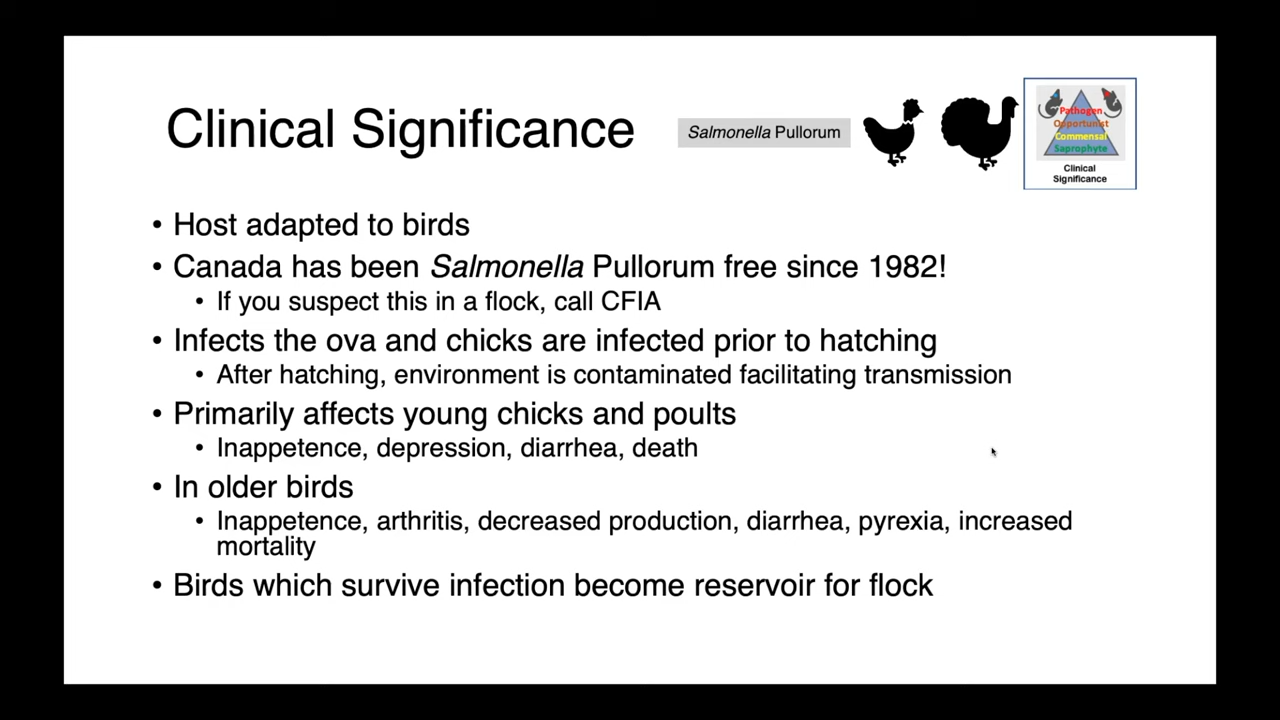 Clinical Significance
Salmonella Pullorum
Pathogen
Opportunist
Commensal
Saprophyte
Clinical
Significance
• Host adapted to birds
• Canada has been Salmonella Pullorum free since 1982!
• If you suspect this in a flock, call CFIA
• Infects the ova and chicks are infected prior to hatching
• After hatching, environment is contaminated facilitating transmission
• Primarily affects young chicks and poults
• Inappetence, depression, diarrhea, death
• In older birds
• Inappetence, arthritis, decreased production, diarrhea, pyrexia, increased
mortality
• Birds which survive infection become reservoir for flock